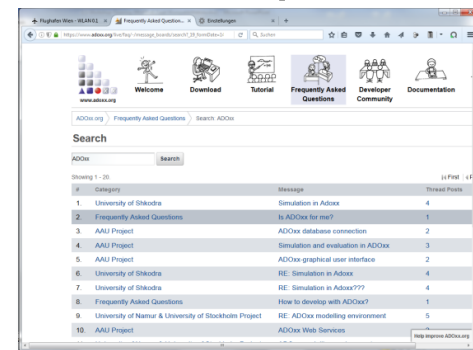 Flughafen Wien - WLAN 61 × Frequently Asked Question... × Einstellungen × +
https://www.adoxx.org/live/faq/-/message_boards/search?_19_
Suchen
www.adoxx.org
Welcome
Download
Tutorial
Frequently Asked Questions
Developer Community
Documentation
ADOxx.org Frequently Asked Questions Search: ADOxx
Search
ADOxx Search
Showing 1 - 20.
First
# Category Message Thread Posts
1. University of Shkodra Simulation in Adoxx 4
2. Frequently Asked Questions Is ADOxx for me? 1
3. AAU Project ADOxx database connection 2
4. AAU Project Simulation and evaluation in ADOxx 3
5. AAU Project ADOxx-graphical user interface 2
6. University of Shkodra RE: Simulation in Adoxx 4
7. University of Shkodra RE: Simulation in Adoxx??? 4
8. Frequently Asked Questions How to develop with ADOxx? 1
9. University of Namur & University of Stockholm Project RE: ADOxx modelling environment 5
10. AAU Project ADOxx Web Services
Help improve ADOxx.org